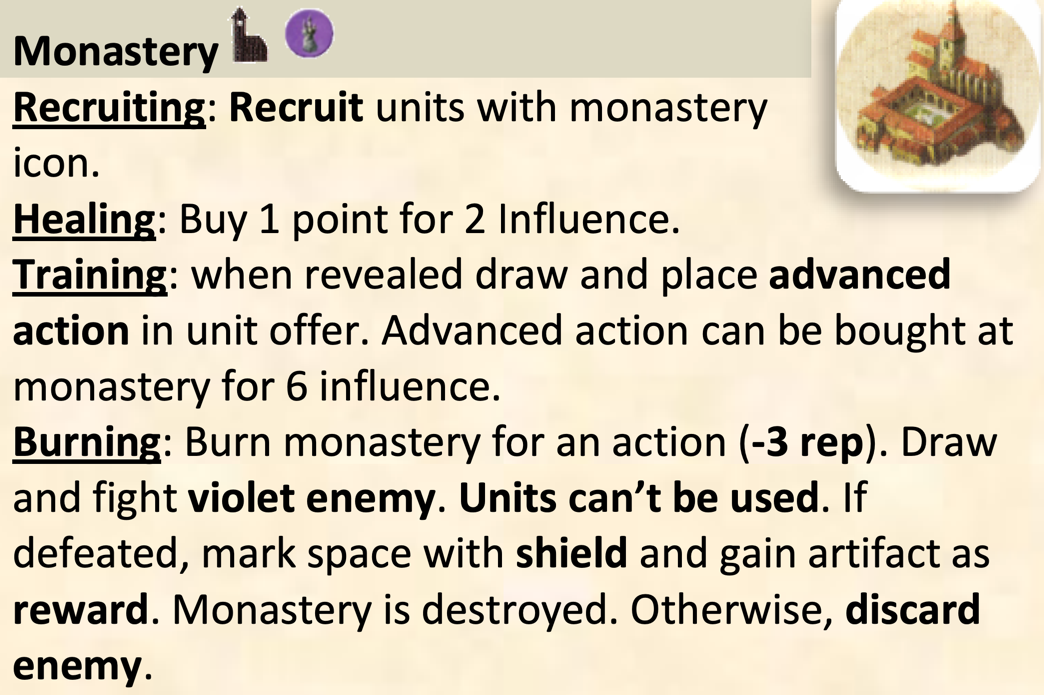 Monastery
Recruiting: Recruit units with monastery
icon.
Healing: Buy 1 point for 2 Influence.
Training: when revealed draw and place advanced
action in unit offer. Advanced action can be bought at
monastery for 6 influence.
Burning: Burn monastery for an action (-3 rep). Draw
and fight violet enemy. Units can’t be used. If
defeated, mark space with shield and gain artifact as
reward. Monastery is destroyed. Otherwise, discard
enemy.